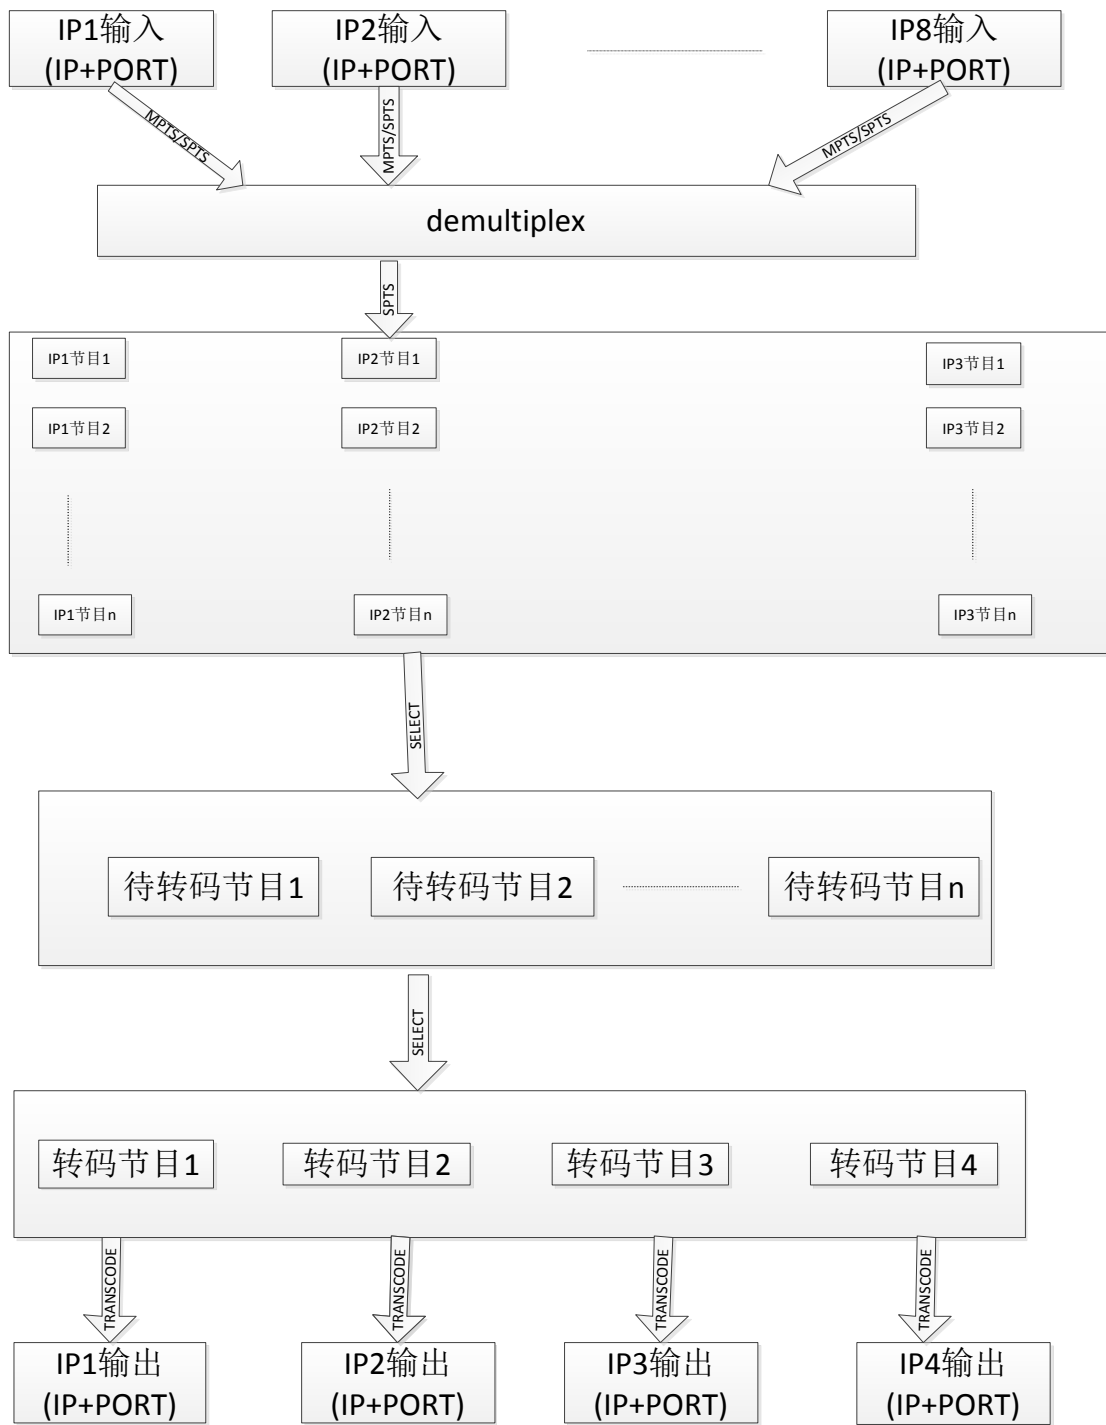 IP1输入
(IP+PORT)
IP2输入
(IP+PORT)
IP8输入
(IP+PORT)
MPTS/SPTS
MPTS/SPTS
MPTS/SPTS
demultiplex
SPTS
IP1节目1
IP2节目1
IP3节目1
IP1节目2
IP2节目2
IP3节目2
IP1节目n
IP2节目n
IP3节目n
SELECT
待转码节目1
待转码节目2
待转码节目n
SELECT
转码节目1
转码节目2
转码节目3
转码节目4
TRANSCODE
TRANSCODE
TRANSCODE
TRANSCODE
IP1输出
(IP+PORT)
IP2输出
(IP+PORT)
IP3输出
(IP+PORT)
IP4输出
(IP+PORT)